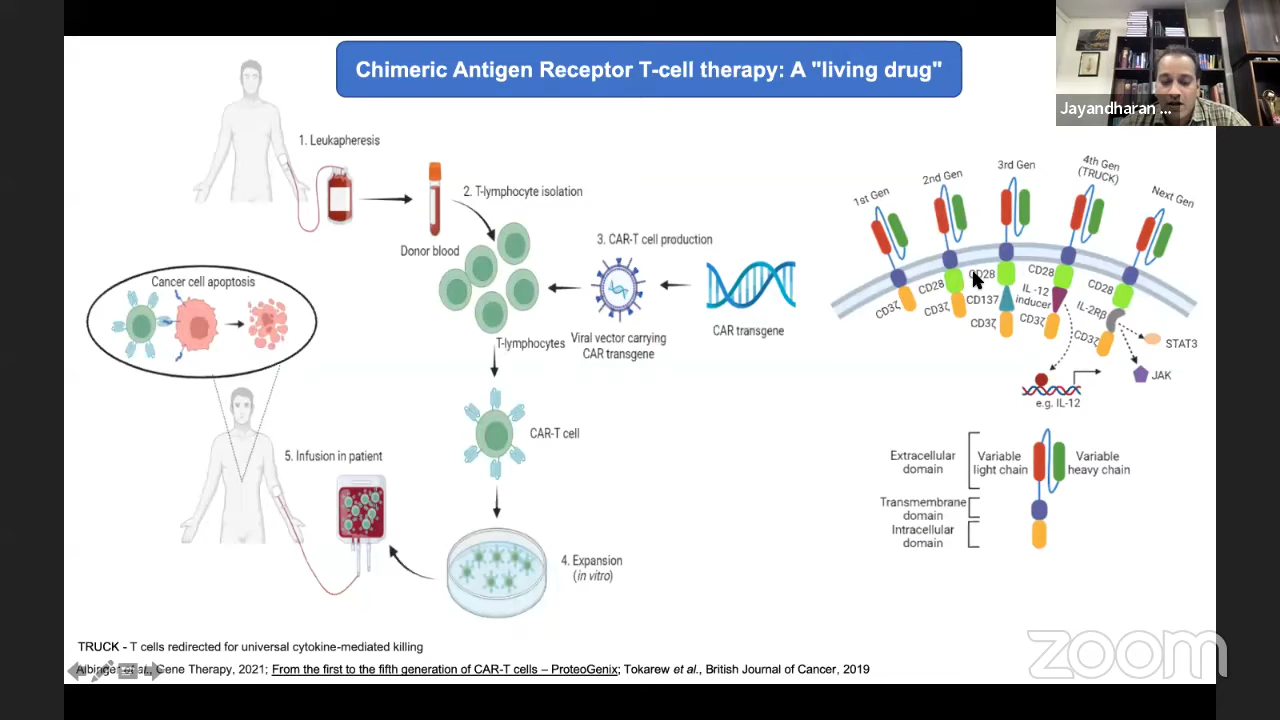 Chimeric Antigen Receptor T-cell therapy: A "living drug"
Jayandharan ...
1. Leukapheresis
2. T-lymphocyte isolation
Donor blood
3. CAR-T cell production
T-lymphocytes
Viral vector carrying
CAR transgene
CAR transgene
Cancer cell apoptosis
CAR-T cell
5. Infusion in patient
4. Expansion
(in vitro)
1st Gen
2nd Gen
3rd Gen
4th Gen
(TRUCK)
Next Gen
CD3ζ
CD28
CD3ζ
CD28
CD137
CD3ζ
CD28
IL-12
inducer
CD3ζ
CD28
IL-2Rβ
CD3ζ
STAT3
JAK
e.g. IL-12
Extracellular
domain
Variable
light chain
Variable
heavy chain
Transmembrane
domain
Intracellular
domain
TRUCK - T cells redirected for universal cytokine-mediated killing
Albinger et al., Gene Therapy, 2021; From the first to the fifth generation of CAR-T cells – ProteoGenix; Tokarew et al., British Journal of Cancer, 2019
zoom